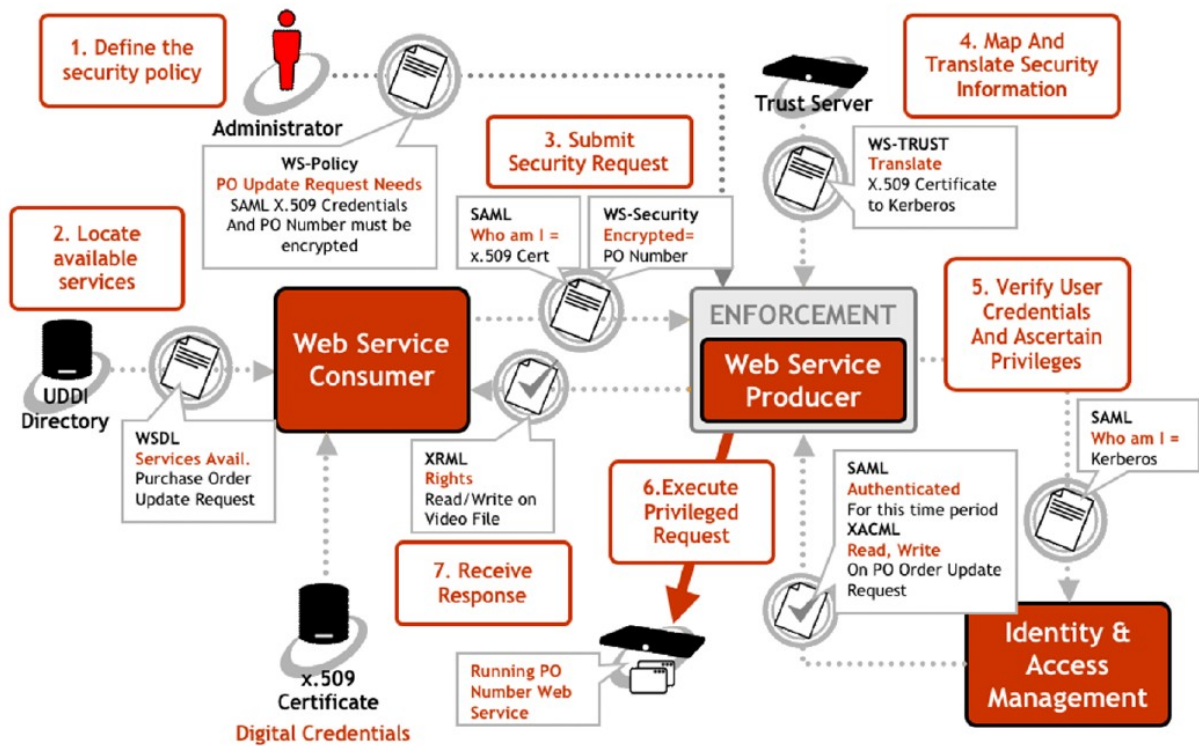 1. Define the
security policy
Administrator
WS-Policy
PO Update Request Needs
SAML X.509 Credentials
And PO Number must be
encrypted
3. Submit
Security Request
Trust Server
4. Map And
Translate Security
Information
WS-TRUST
Translate
X.509 Certificate
to Kerberos
2. Locate
available
services
SAML
Who am I =
x.509 Cert
WS-Security
Encrypted=
PO Number
UDDI
Directory
WSDL
Services Avail.
Purchase Order
Update Request
Web Service
Consumer
ENFORCEMENT
Web Service
Producer
5. Verify User
Credentials
And Ascertain
Privileges
SAML
Who am I =
Kerberos
XRML
Rights
Read/Write on
Video File
6.Execute
Privileged
Request
SAML
Authenticated
For this time period
XACML
Read, Write
On PO Order Update
Request
7. Receive
Response
x.509
Certificate
Digital Credentials
Running PO
Number Web
Service
Identity &
Access
Management